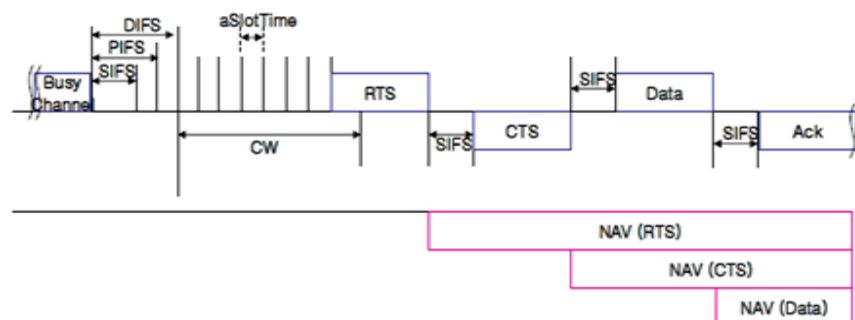 aSlotTime
DIFS
PIFS
SIFS
Busy
Channel
RTS
SIFS
Data
CW
SIFS
CTS
SIFS
Ack
NAV (RTS)
NAV (CTS)
NAV (Data)